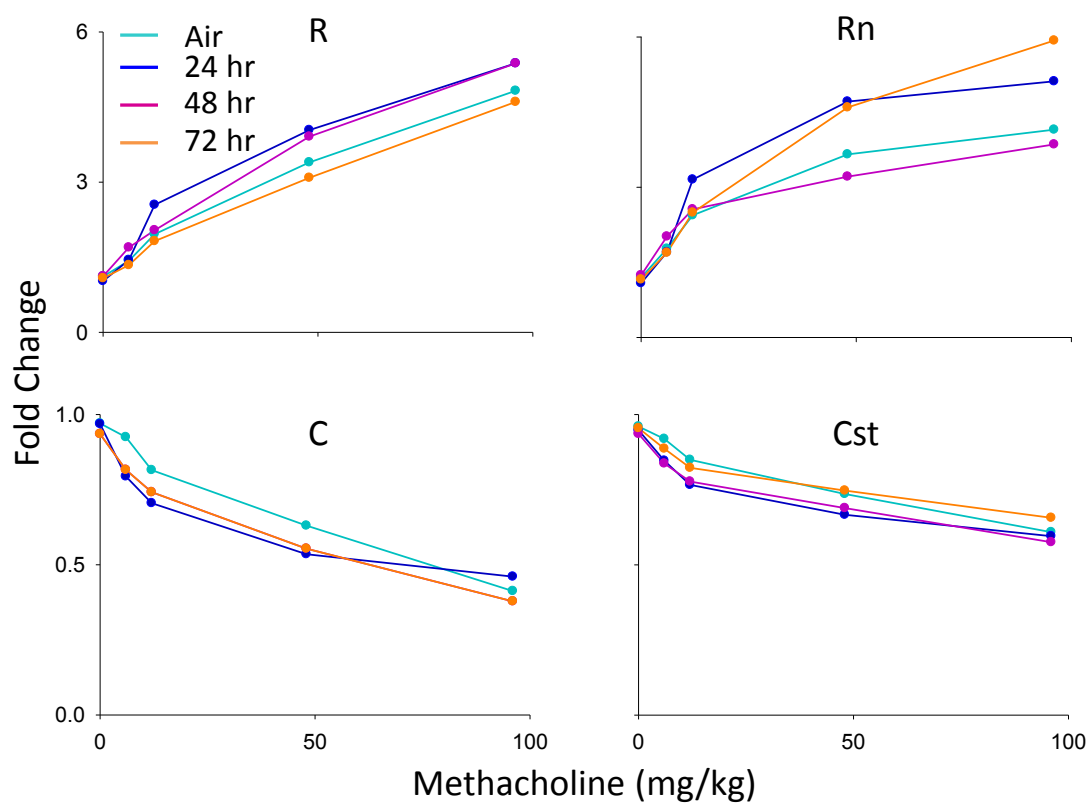 R
Rn
6
3
0
Air
24 hr
48 hr
72 hr
Fold Change
C
Cst
1.0
0.5
0.0
0
50
100
0
50
100
Methacholine (mg/kg)